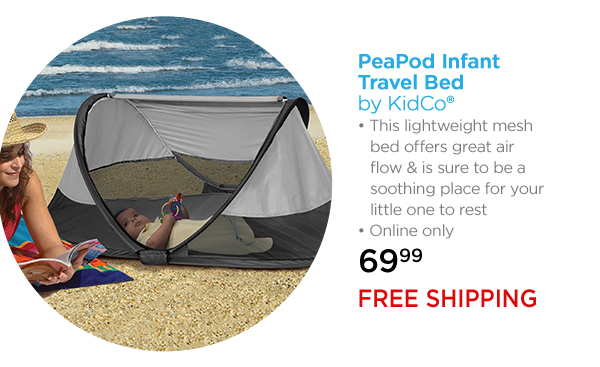 PeaPod Infant
Travel Bed
by KidCo®
• This lightweight mesh
bed offers great air
flow & is sure to be a
soothing place for your
little one to rest
• Online only
69⁹⁹
FREE SHIPPING